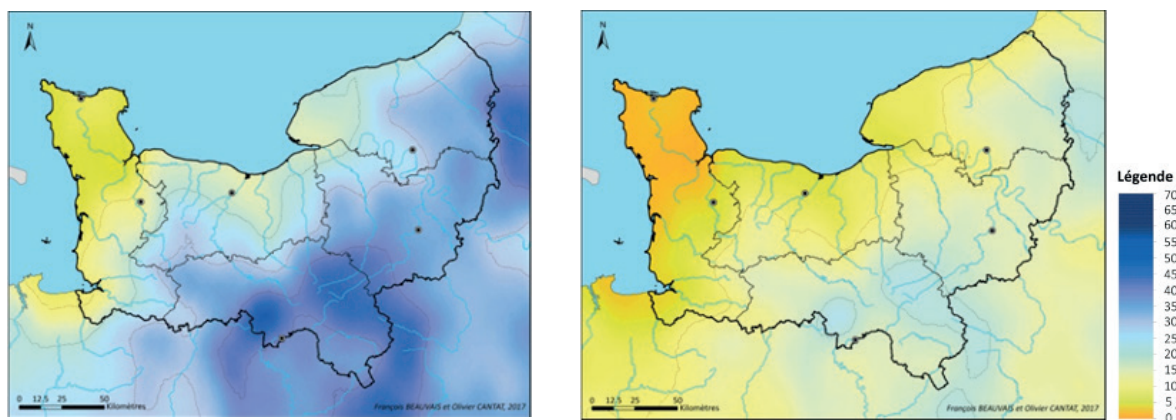 N
0 12,5 25 50
Kilomètres
François BEAUVAIS et Olivier CANTAT, 2017
N
0 12,5 25 50
Kilomètres
François BEAUVAIS et Olivier CANTAT, 2017
Légende
70
65
60
55
50
45
40
35
30
25
20
15
10
5
0